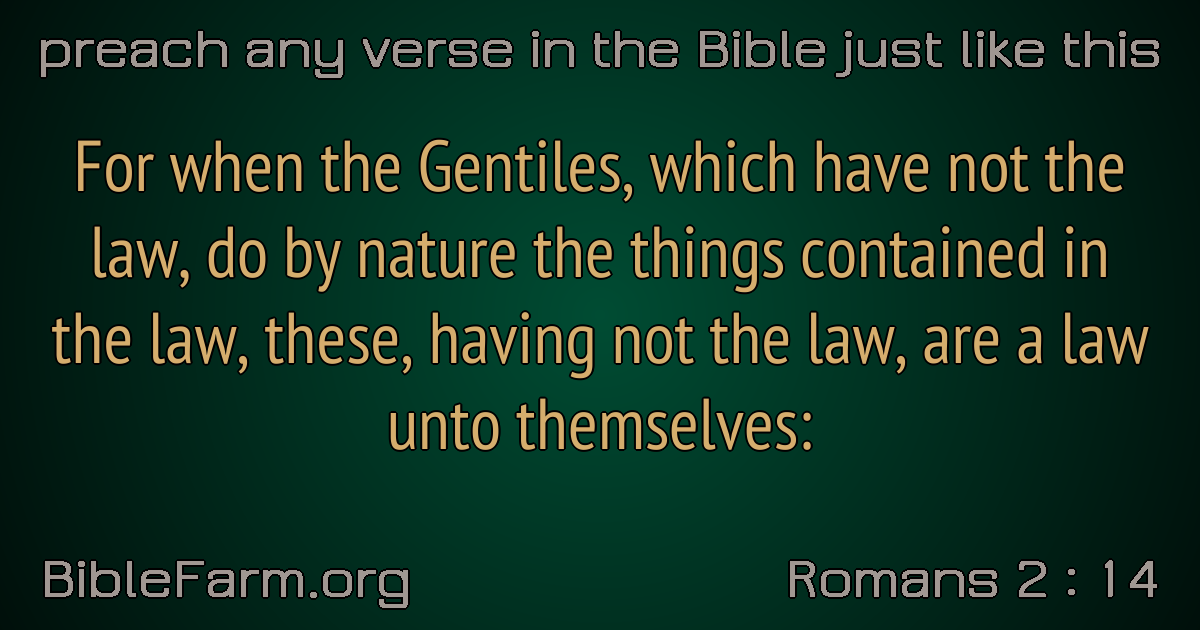 preach any verse in the Bible just like this
For when the Gentiles, which have not the
law, do by nature the things contained in
the law, these, having not the law, are a law
unto themselves:
BibleFarm.org
Romans 2 : 14